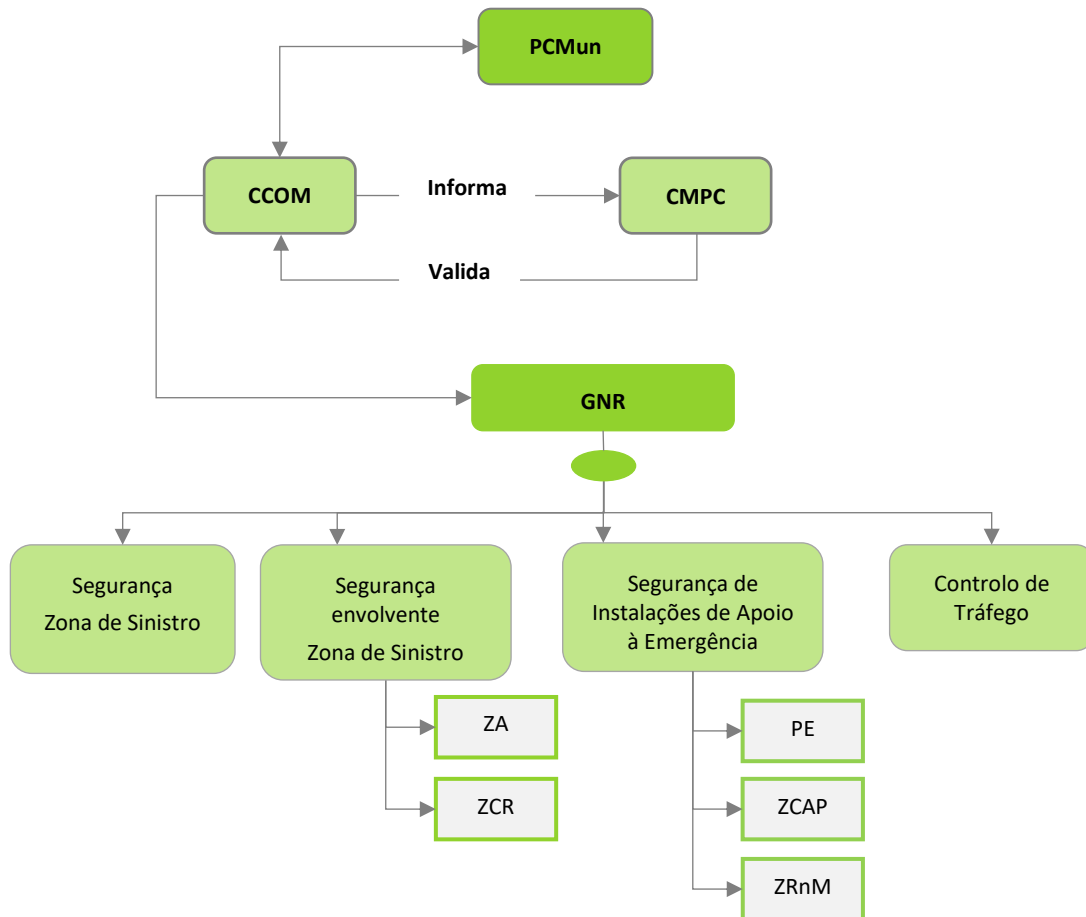 PCMun
CCOM
Informa
CMPC
Valida
GNR
Segurança
Zona de Sinistro
Segurança
envolvente
Zona de Sinistro
Segurança de
Instalações de Apoio
à Emergência
Controlo de
Tráfego
ZA
ZCR
PE
ZCAP
ZRnM